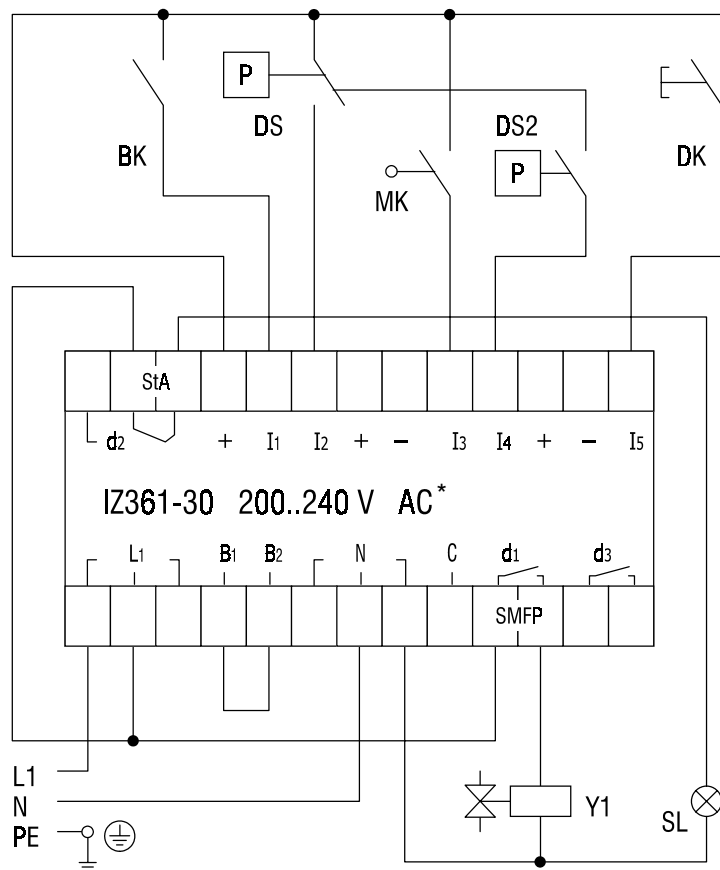 P
DS
DS2
BK
P
DK
MK
StA
d2 + I1 I2 + − I3 I4 + − I5
IZ361-30 200..240 V AC*
L1 B1 B2 N C d1 d3
SMFP
L1
N
Y1
SL
PE